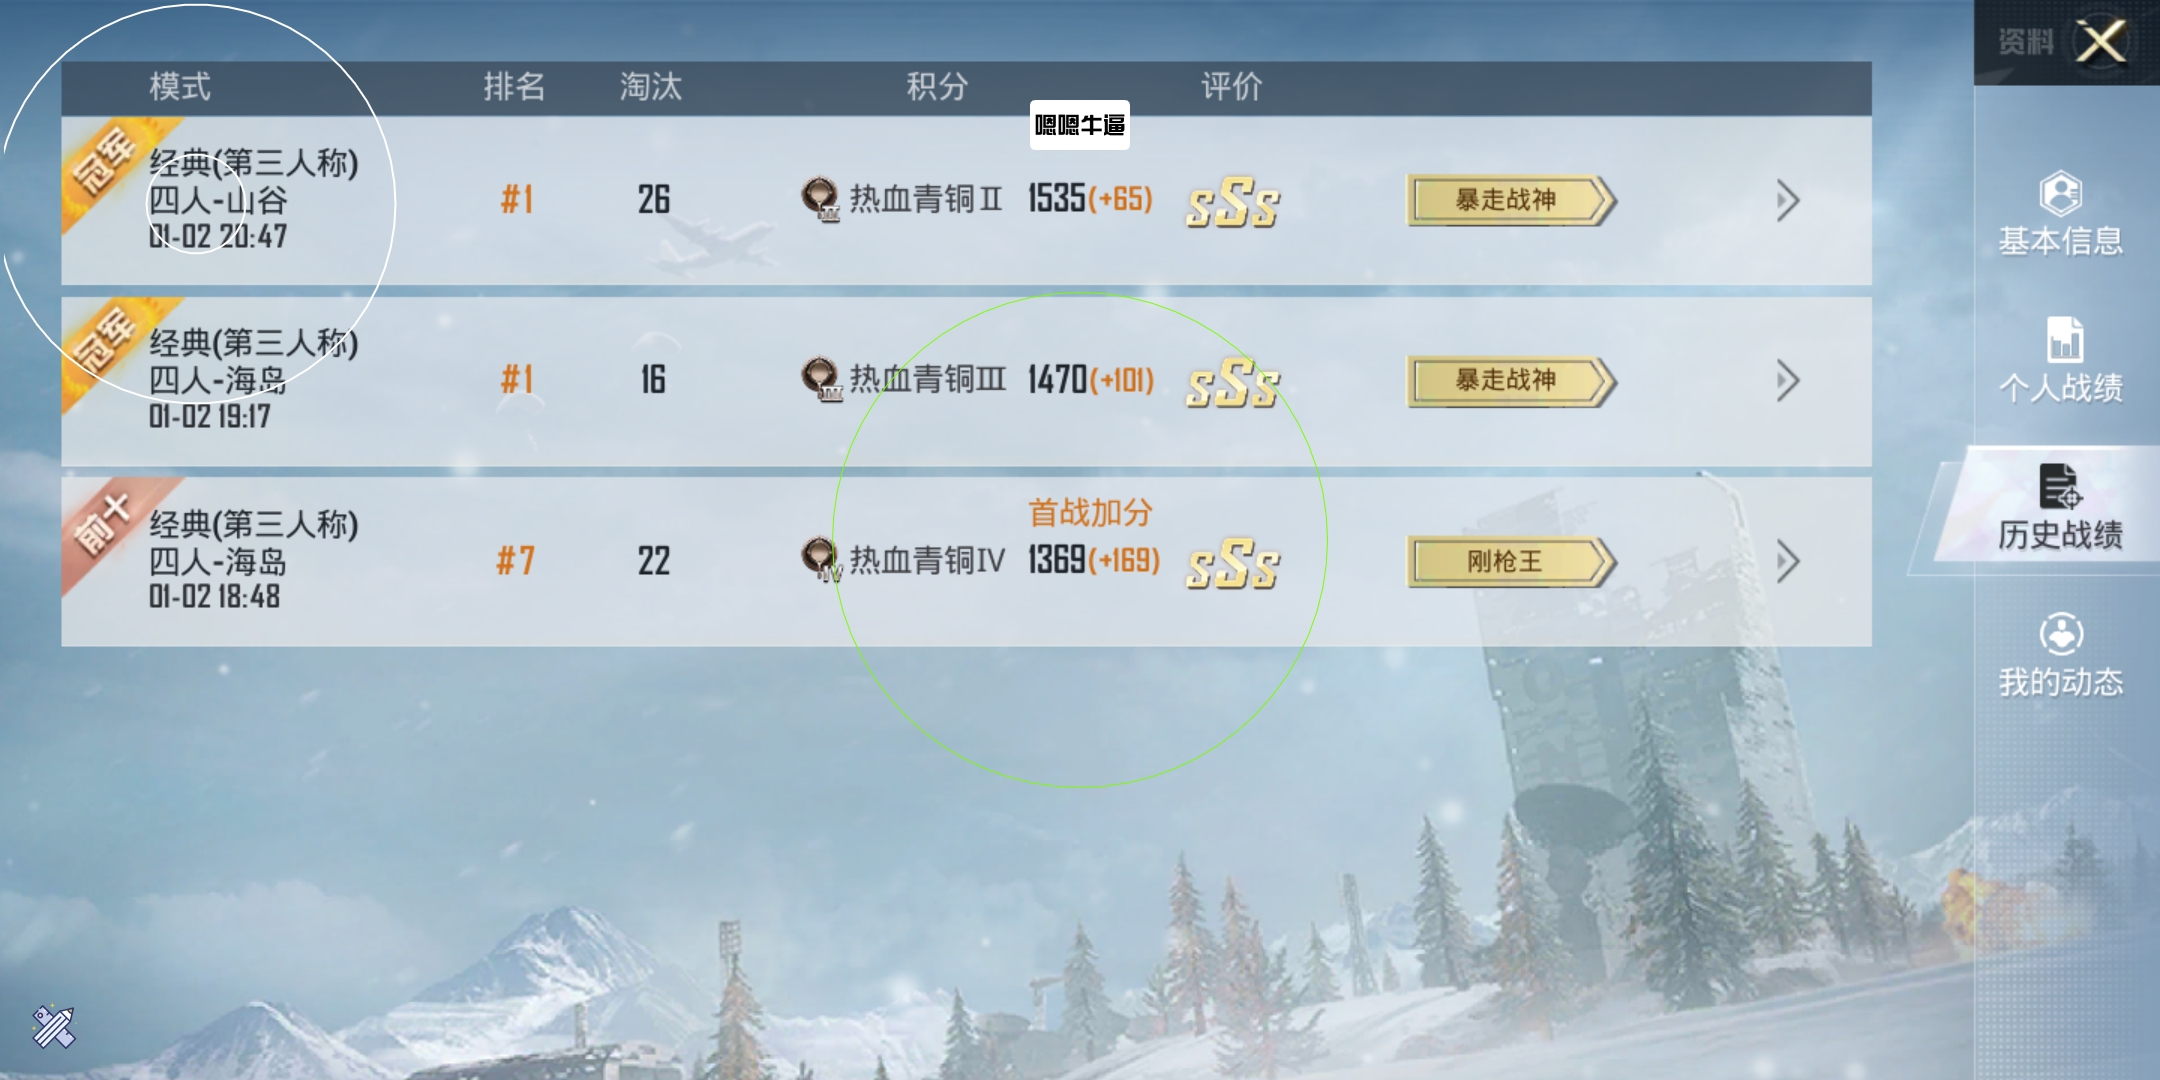 资料
模式 排名 淘汰 积分 评价
嗯嗯牛逼
冠军
经典(第三人称)
四人-山谷
01-02 20:47
#1 26 热血青铜Ⅱ 1535(+65) sSs 暴走战神
冠军
经典(第三人称)
四人-海岛
01-02 19:17
#1 16 热血青铜Ⅲ 1470(+101) sSs 暴走战神
前十
经典(第三人称)
四人-海岛
01-02 18:48
首战加分
#7 22 热血青铜Ⅳ 1369(+169) sSs 刚枪王
基本信息
个人战绩
历史战绩
我的动态